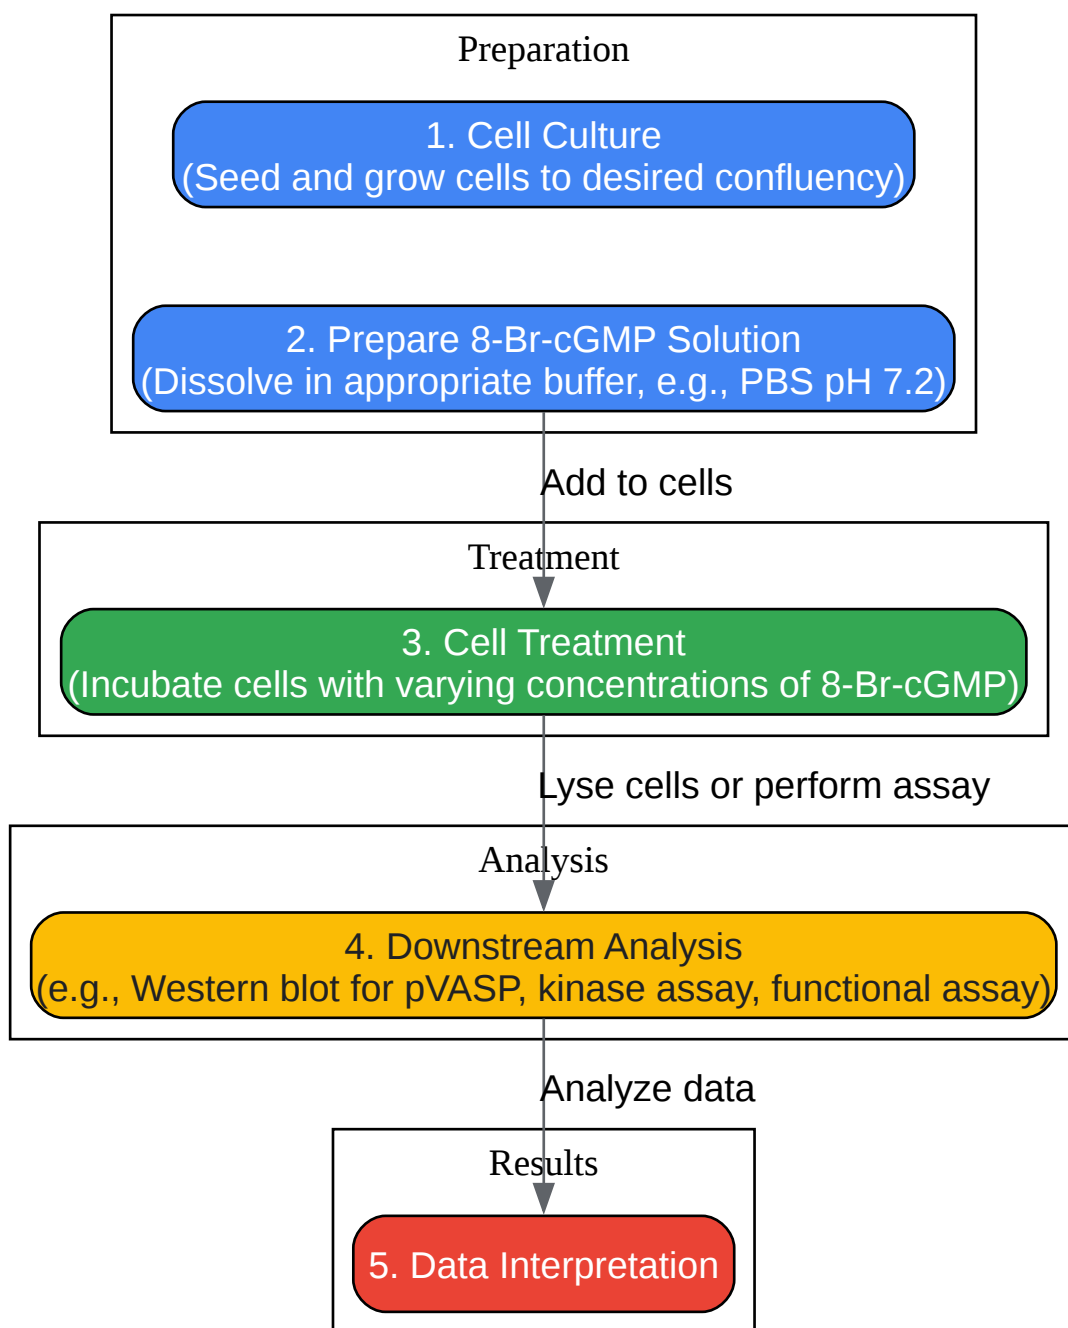 Preparation
1. Cell Culture
(Seed and grow cells to desired confluency)
2. Prepare 8-Br-cGMP Solution
(Dissolve in appropriate buffer, e.g., PBS pH 7.2)
Add to cells
Treatment
3. Cell Treatment
(Incubate cells with varying concentrations of 8-Br-cGMP)
Lyse cells or perform assay
Analysis
4. Downstream Analysis
(e.g., Western blot for pVASP, kinase assay, functional assay)
Analyze data
Results
5. Data Interpretation